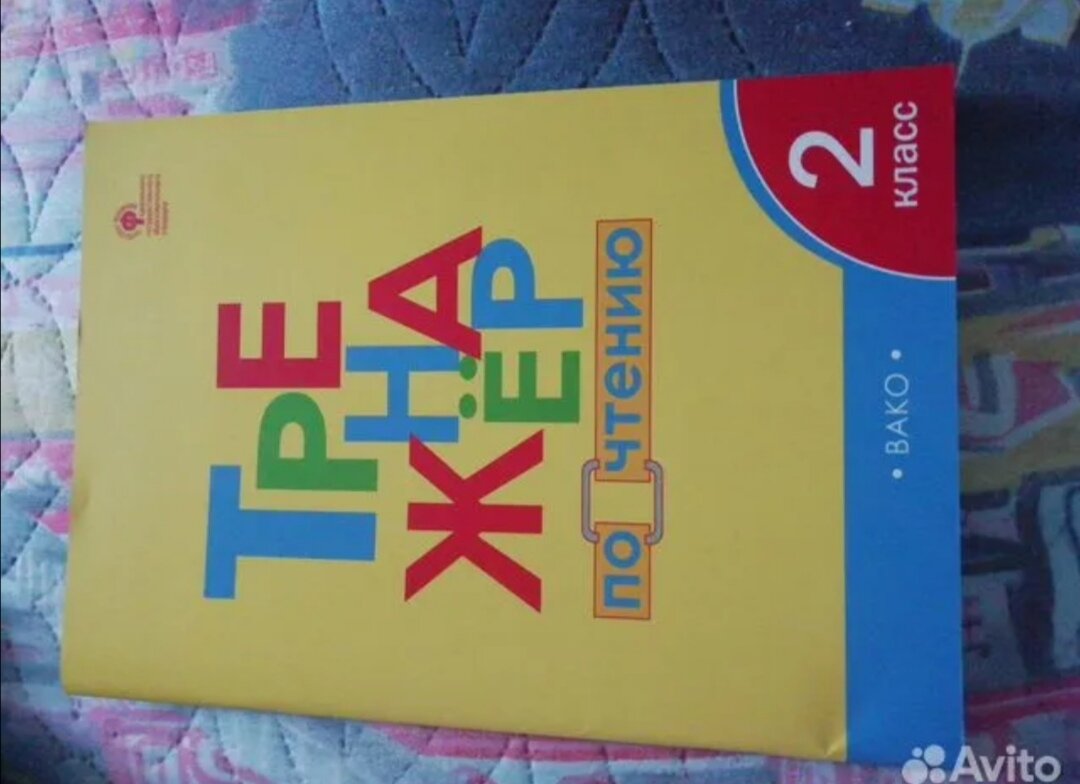 ТРЕ
НА
ЖЁР
по чтению
2
класс
• ВАКО •
Avito